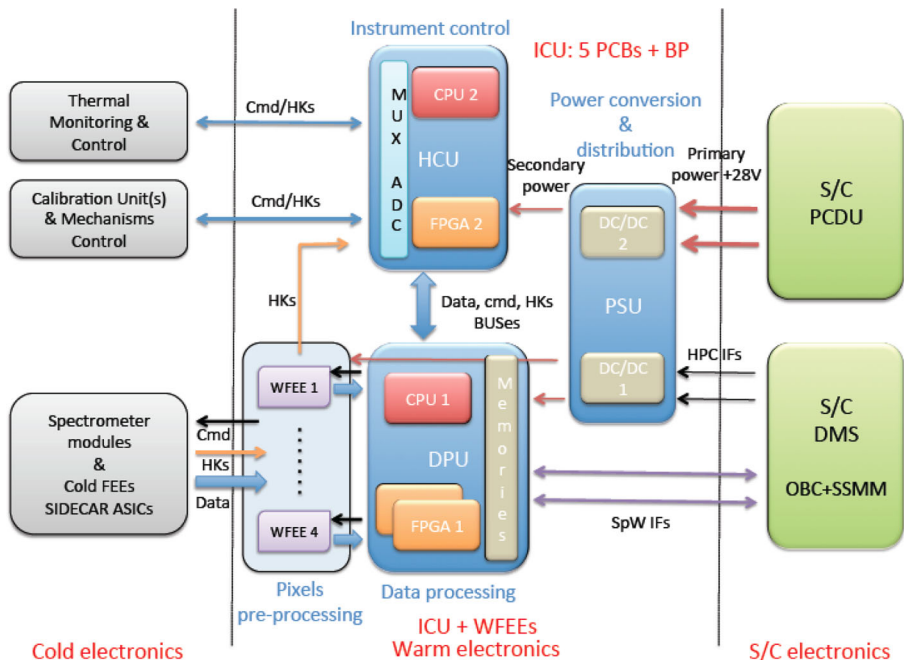 Instrument control
ICU: 5 PCBs + BP
Thermal
Monitoring &
Control
Cmd/HKs
MUX ADC
CPU 2
HCU
FPGA 2
Power conversion
&
distribution
Calibration Unit(s)
& Mechanisms
Control
Cmd/HKs
Secondary
power
Primary
power +28V
S/C
PCDU
DC/DC
2
PSU
DC/DC
1
HKs
Data, cmd, HKs
BUSes
HPC IFs
WFEE 1
WFEE 4
CPU 1
DPU
FPGA 1
Memories
Spectrometer
modules
&
Cold FEEs
SIDECAR ASICs
Cmd
HKs
Data
S/C
DMS
OBC+SSMM
SpW IFs
Pixels
pre-processing
Data processing
ICU + WFEEs
Cold electronics
Warm electronics
S/C electronics